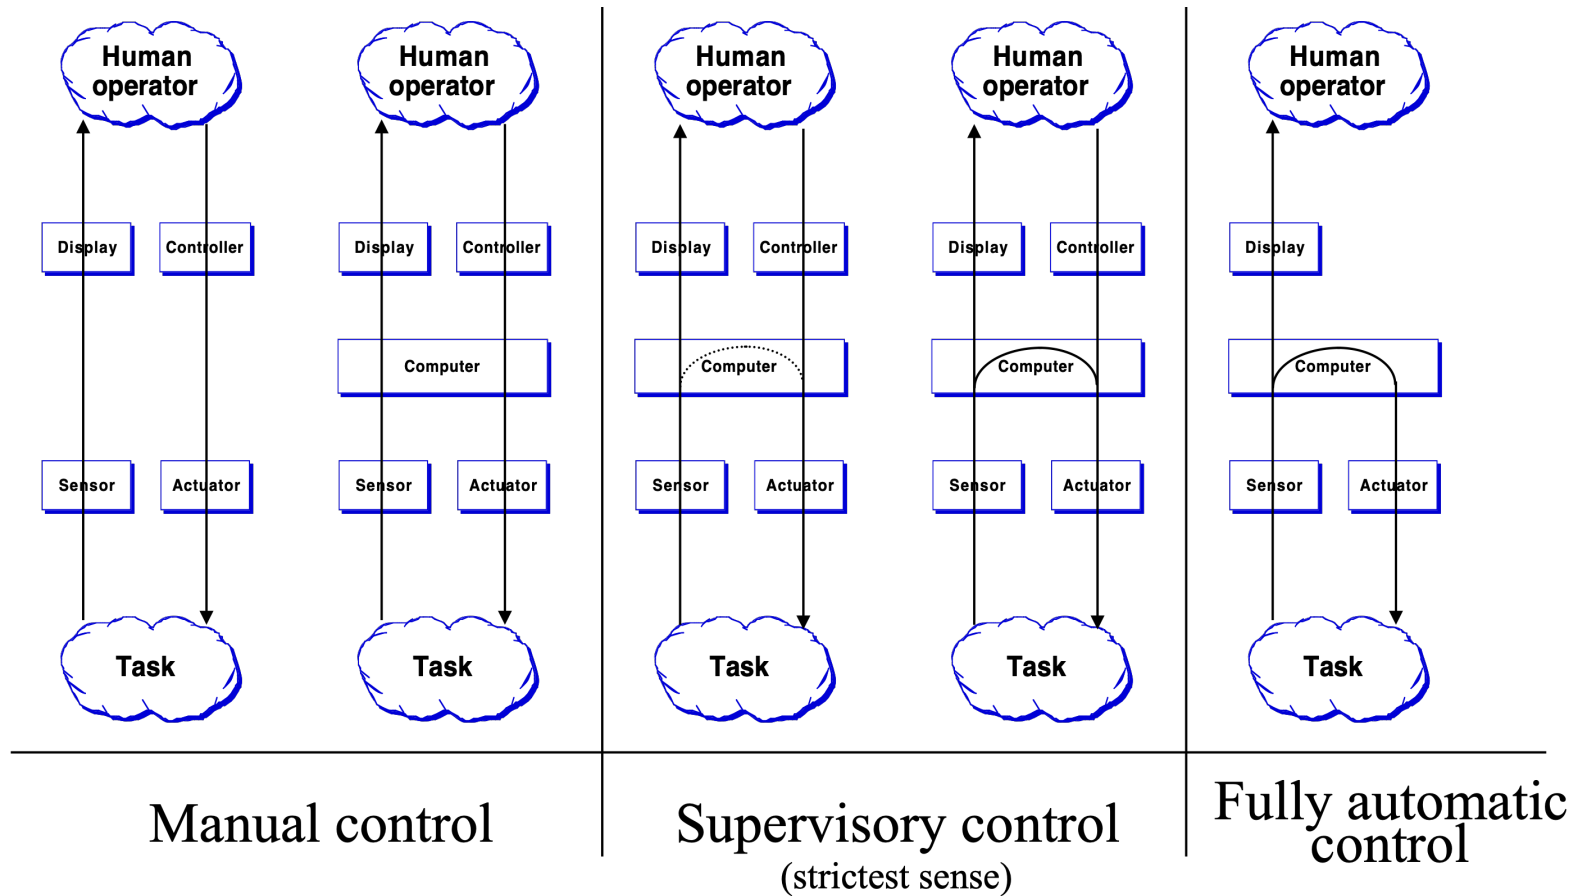 Human
operator
Human
operator
Human
operator
Human
operator
Human
operator
Display
Controller
Display
Controller
Display
Controller
Display
Controller
Display
Computer
Computer
Computer
Computer
Sensor
Actuator
Sensor
Actuator
Sensor
Actuator
Sensor
Actuator
Sensor
Actuator
Task
Task
Task
Task
Task
Manual control
Supervisory control
(strictest sense)
Fully automatic
control